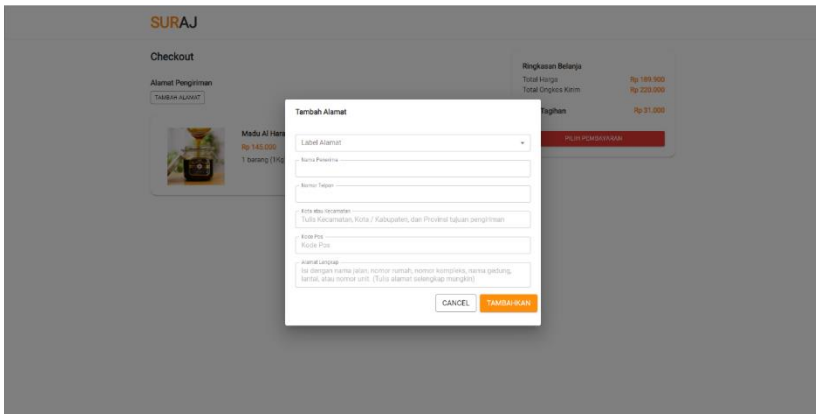 SURAJ
Checkout
Alamat Pengiriman
TAMBAH ALAMAT
Madu Al Hara
Rp 145.000
1 barang (1Kg
Ringkasan Belanja
Total Harga Rp 189.900
Total Ongkos Kirim Rp 220.000
Tagihan Rp 31.000
PILIH PEMBAYARAN
Tambah Alamat
Label Alamat
Nama Penerima
Nomor Telpon
Kota atau Kecamatan
Tulis Kecamatan, Kota / Kabupaten, dan Provinsi tujuan pengiriman
Kode Pos
Kode Pos
Alamat Lengkap
Isi dengan nama jalan, nomor rumah, nomor kompleks, nama gedung,
lantai, atau nomor unit. (Tulis alamat selengkap mungkin)
CANCEL
TAMBAHKAN